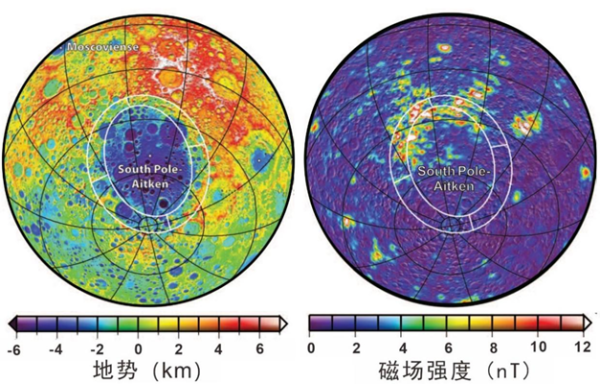 Moscoviense
South Pole-
Aitken
-6 -4 -2 0 2 4 6
地势 (km)
South Pole-
Aitken
0 2 4 6 8 10 12
磁场强度 (nT)